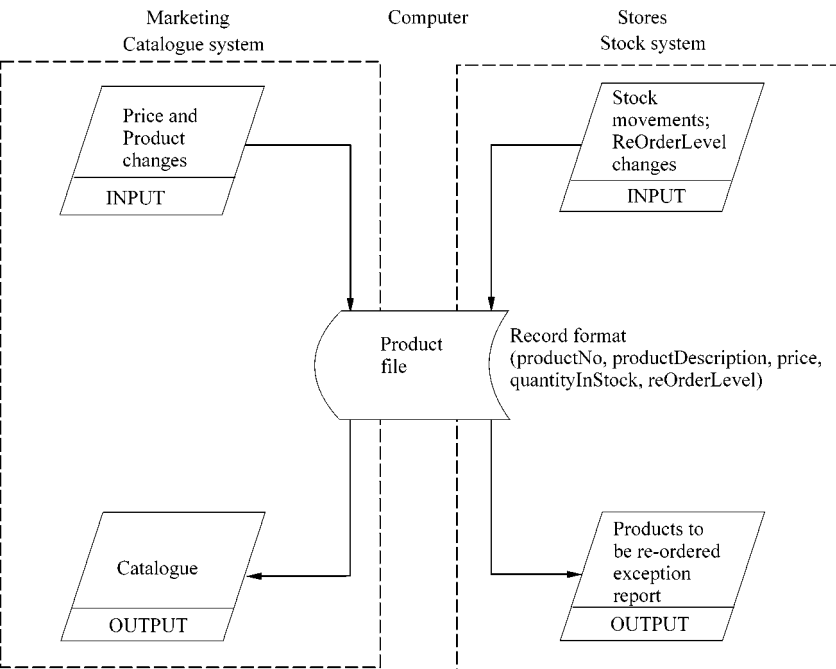 Marketing
Catalogue system
Computer
Stores
Stock system
Price and
Product
changes
INPUT
Stock
movements;
ReOrderLevel
changes
INPUT
Product
file
Record format
(productNo, productDescription, price,
quantityInStock, reOrderLevel)
Catalogue
OUTPUT
Products to
be re-ordered
exception
report
OUTPUT